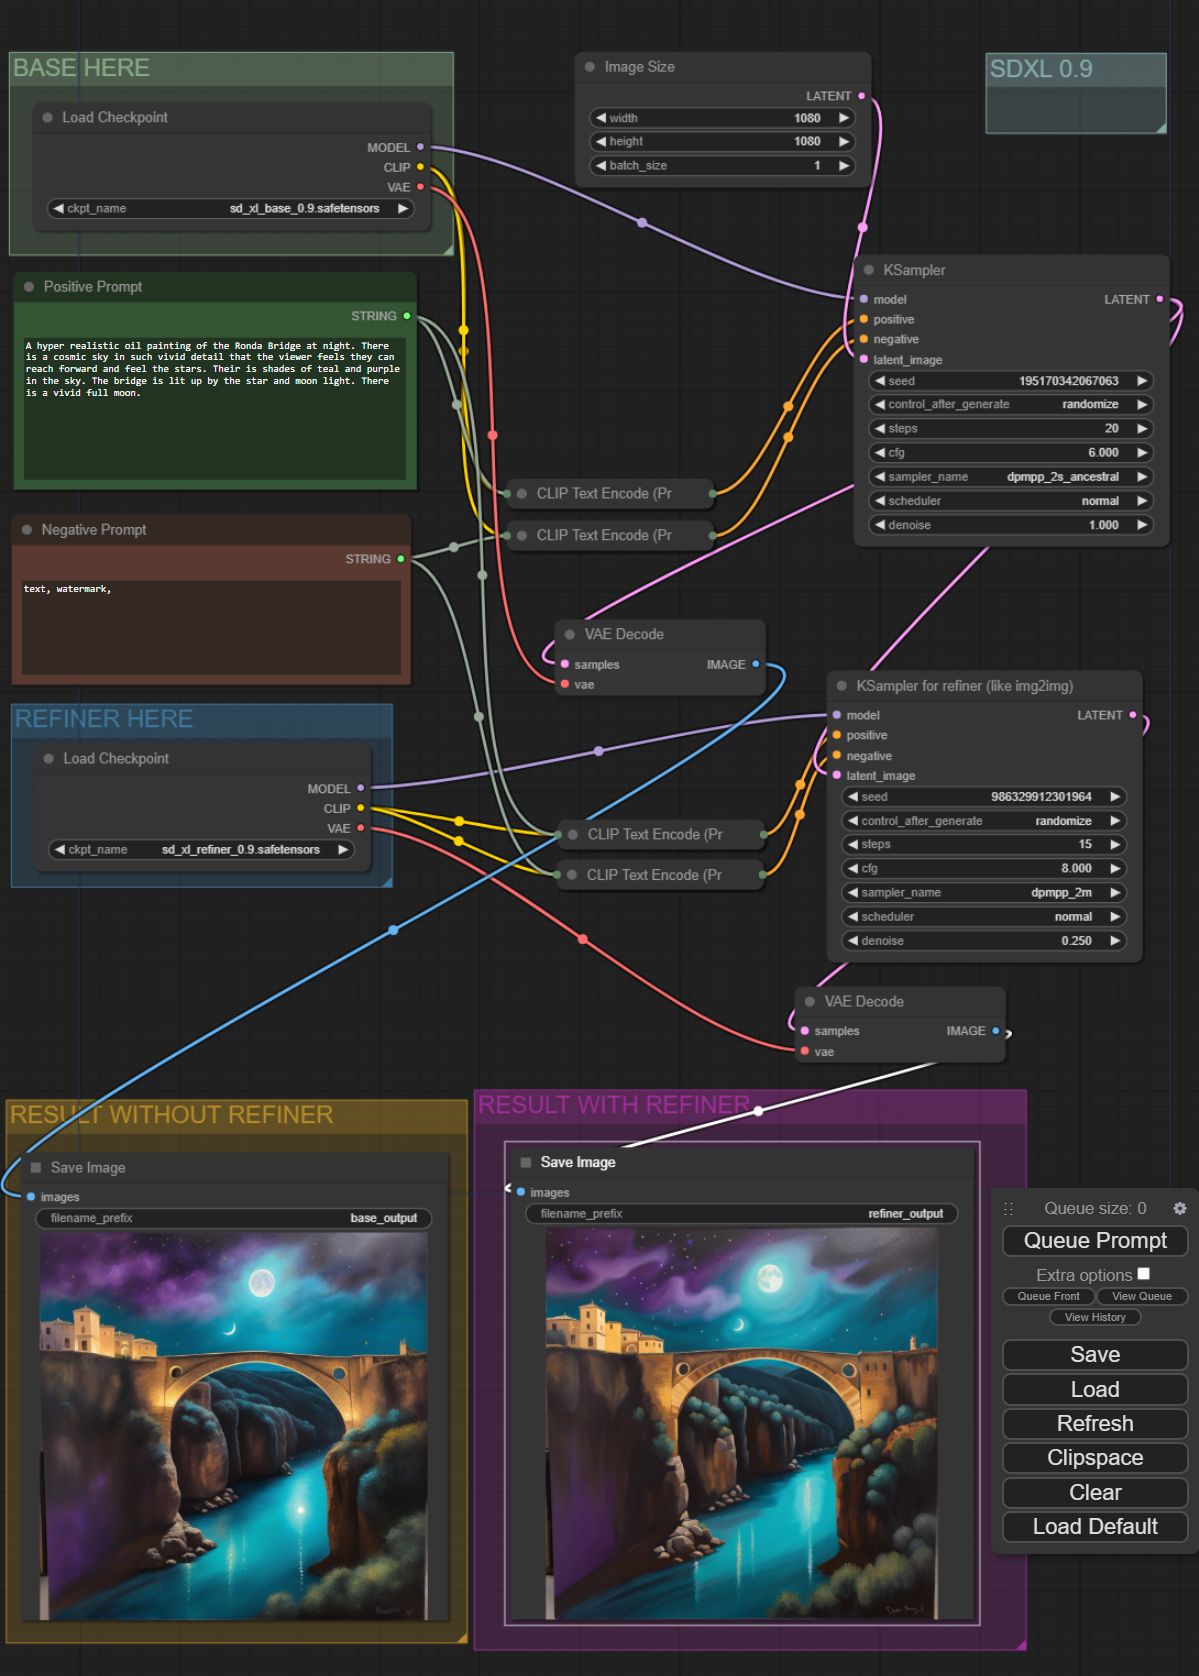 BASE HERE
Load Checkpoint
MODEL
CLIP
VAE
ckpt_name sd_xl_base_0.9.safetensors
Image Size
LATENT
width 1080
height 1080
batch_size 1
SDXL 0.9
Positive Prompt
STRING
A hyper realistic oil painting of the Ronda Bridge at night. There
is a cosmic sky in such vivid detail that the viewer feels they can
reach forward and feel the stars. Their is shades of teal and purple
in the sky. The bridge is lit up by the star and moon light. There
is a vivid full moon.
KSampler
model LATENT
positive
negative
latent_image
seed 195170342067063
control_after_generate randomize
steps 20
cfg 6.000
sampler_name dpmpp_2s_ancestral
scheduler normal
denoise 1.000
CLIP Text Encode (Pr
CLIP Text Encode (Pr
Negative Prompt
STRING
text, watermark,
VAE Decode
samples IMAGE
vae
REFINER HERE
Load Checkpoint
MODEL
CLIP
VAE
ckpt_name sd_xl_refiner_0.9.safetensors
KSampler for refiner (like img2img)
model LATENT
positive
negative
latent_image
seed 986329912301964
control_after_generate randomize
steps 15
cfg 8.000
sampler_name dpmpp_2m
scheduler normal
denoise 0.250
CLIP Text Encode (Pr
CLIP Text Encode (Pr
VAE Decode
samples IMAGE
vae
RESULT WITHOUT REFINER
Save Image
images
filename_prefix base_output
RESULT WITH REFINER
Save Image
images
filename_prefix refiner_output
Queue size: 0
Queue Prompt
Extra options
Queue Front View Queue
View History
Save
Load
Refresh
Clipspace
Clear
Load Default